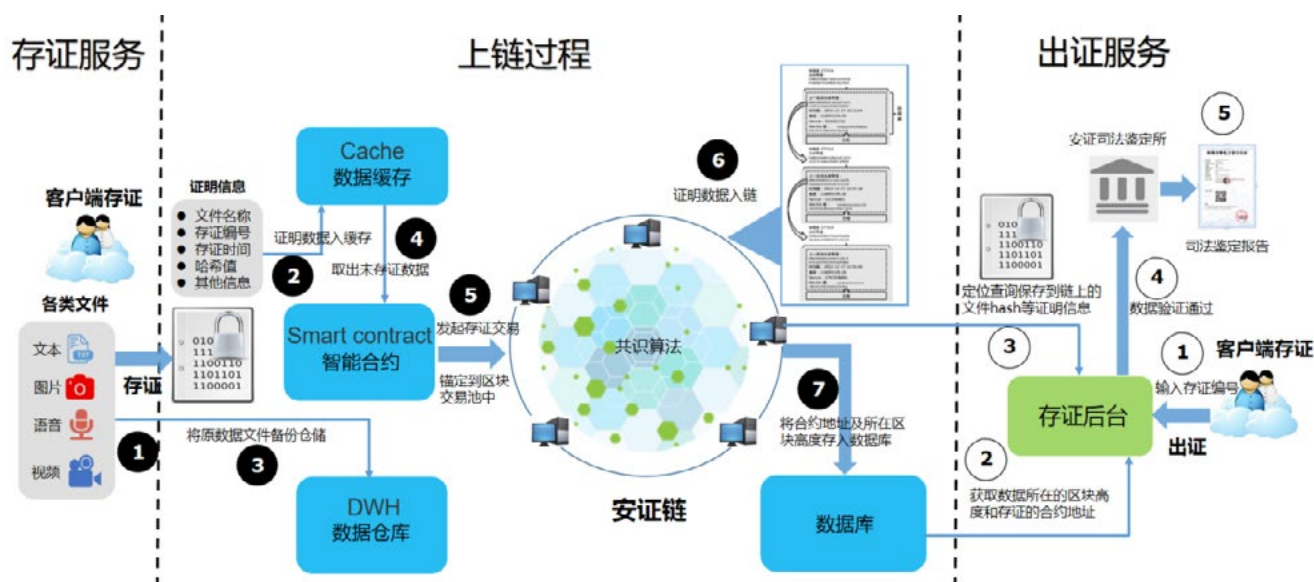 存证服务
上链过程
出证服务
客户端存证
各类文件
文本
TXT
图片
语音
视频
1
存证
证明信息
文件名称
存证编号
存证时间
哈希值
其他信息
010
111
1100110
1101101
1100001
证明数据入缓存
2
Cache
数据缓存
4
取出未存证数据
Smart contract
智能合约
将原数据文件备份仓储
3
DWH
数据仓库
5
发起存证交易
锚定到区块
交易池中
共识算法
安证链
6
证明数据入链
7
将合约地址及所在区
块高度存入数据库
数据库
安证司法鉴定所
5
司法鉴定报告
010
111
1100110
1101101
1100001
定位查询保存到链上的
文件hash等证明信息
3
4
数据验证通过
1
输入存证编号
客户端存证
存证后台
出证
2
获取数据所在的区块高
度和存证的合约地址